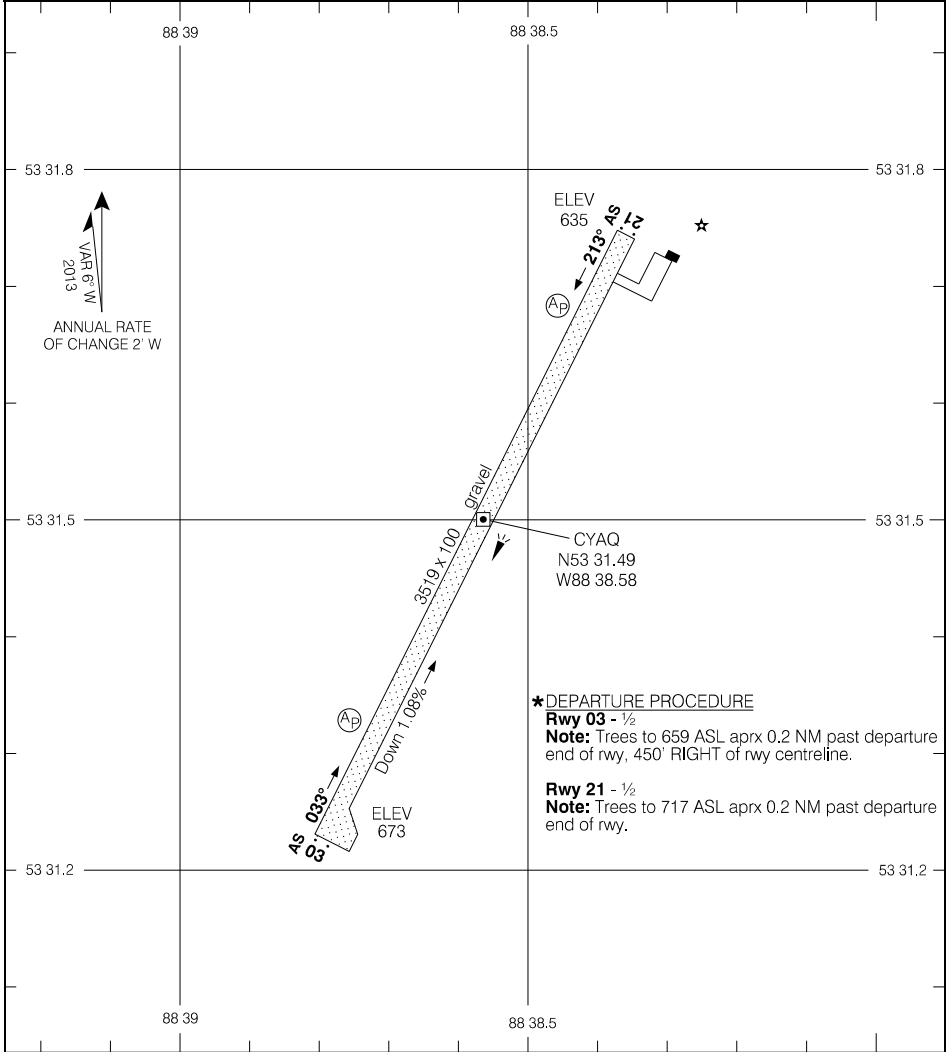 88 39
88 38.5
53 31.8
53 31.8
ELEV
635
AS
21
213°
VAR 6° W
2013
ANNUAL RATE
OF CHANGE 2' W
AP
gravel
3519 x 100
53 31.5
53 31.5
CYAQ
N53 31.49
W88 38.58
AP
Down 1.08%
*DEPARTURE PROCEDURE
Rwy 03 - ½
Note: Trees to 659 ASL aprx 0.2 NM past departure
end of rwy, 450' RIGHT of rwy centreline.
Rwy 21 - ½
Note: Trees to 717 ASL aprx 0.2 NM past departure
end of rwy.
033°
AS
03
ELEV
673
53 31.2
53 31.2
88 39
88 38.5